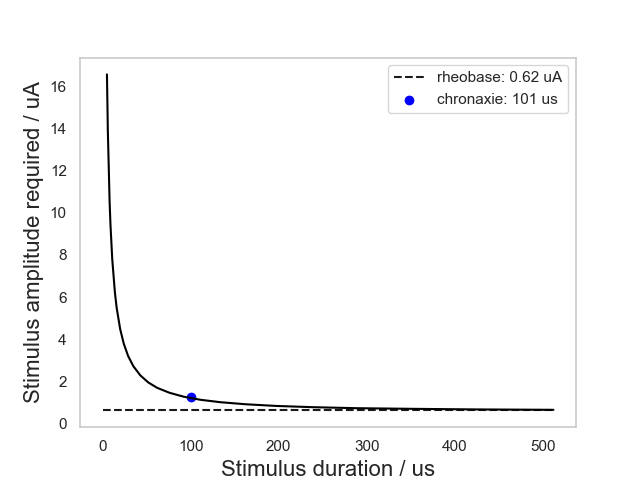 rheobase: 0.62 uA
chronaxie: 101 us
Stimulus amplitude required / uA
16
14
12
10
8
6
4
2
0
0 100 200 300 400 500
Stimulus duration / us